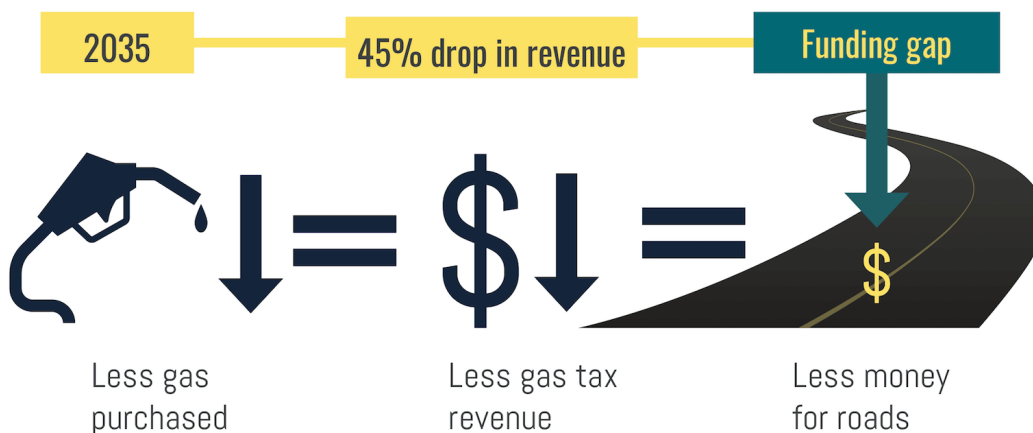 2035
45% drop in revenue
Funding gap
$
$
Less gas
purchased
Less gas tax
revenue
Less money
for roads